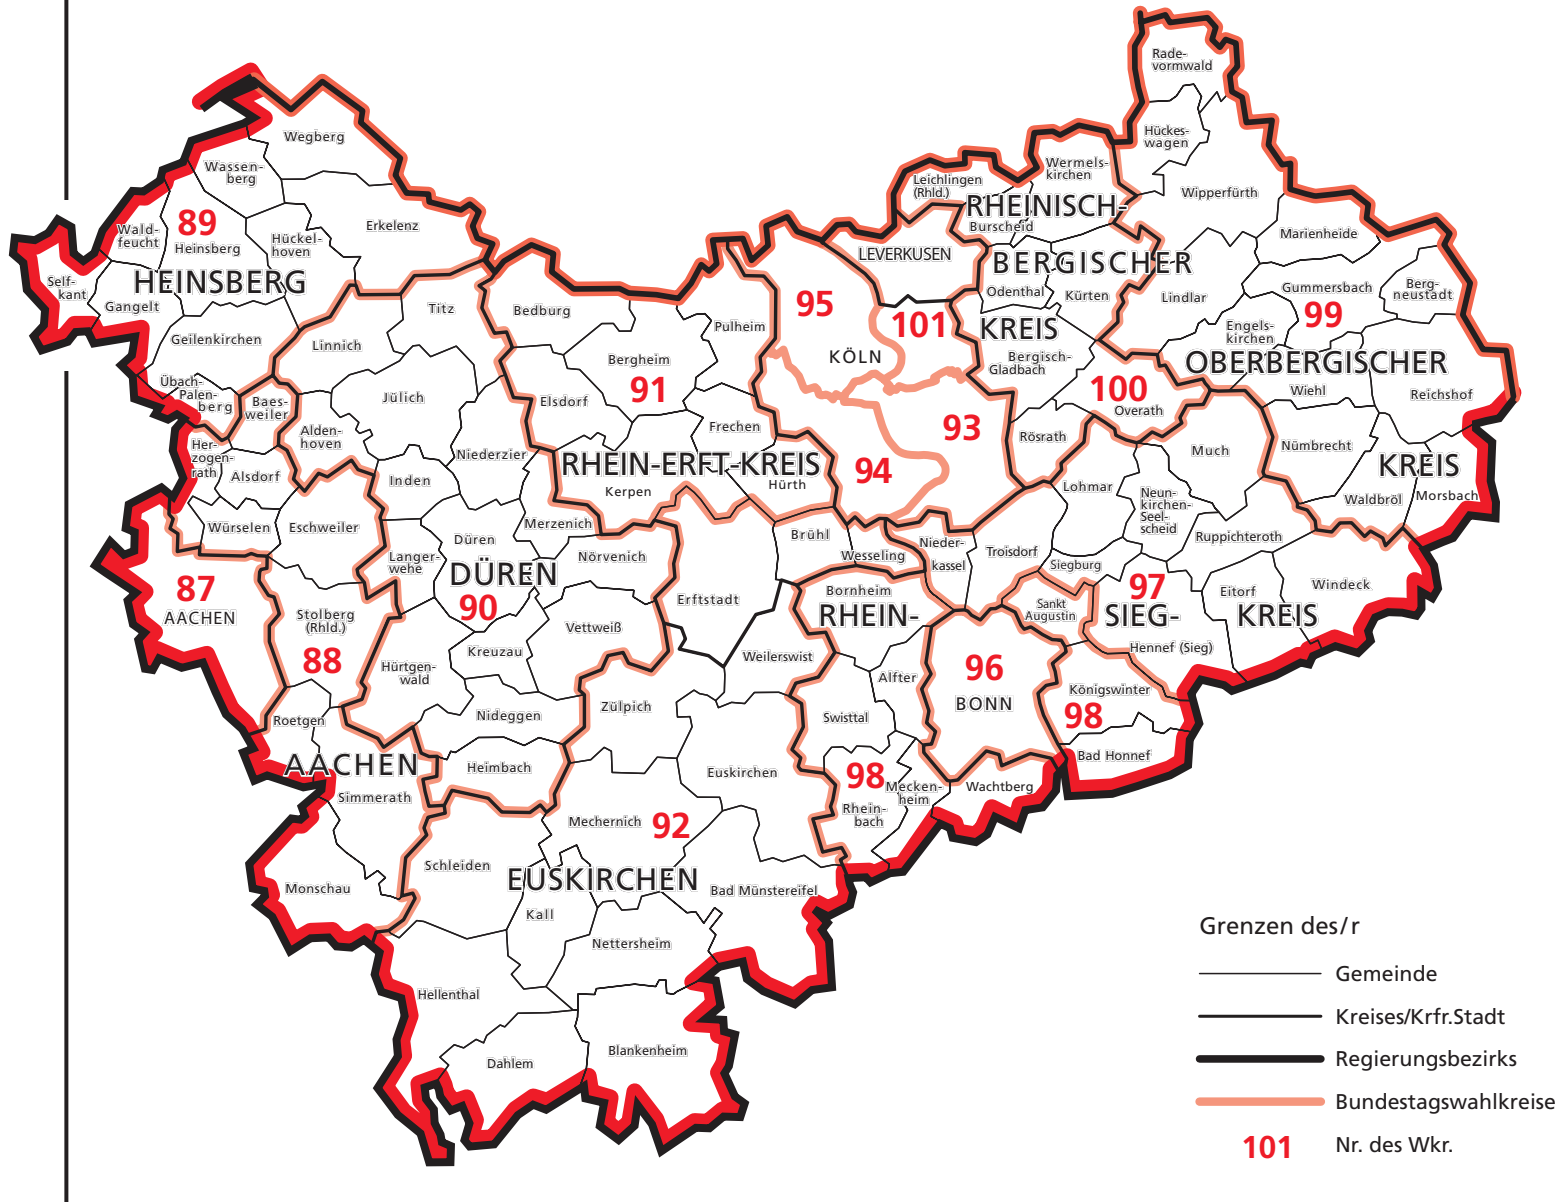 Rade-
vormwald
Hückes-
wagen
Wegberg
Wermels-
kirchen
Wassen-
berg
Leichlingen
(Rhld.)
Wipperfürth
RHEINISCH-
89
Erkelenz
Burscheid
Wald-
feucht
Heinsberg
Hückel-
hoven
Marienheide
LEVERKUSEN
BERGISCHER
HEINSBERG
Self-
kant
Gangelt
Titz
Bedburg
95
Odenthal
Kürten
Lindlar
Gummersbach
Berg-
neustadt
101
99
Pulheim
KREIS
Engels-
kirchen
Geilenkirchen
Linnich
Bergheim
KÖLN
Bergisch-
Gladbach
OBERBERGISCHER
Übach-
Palen-
berg
91
100
Wiehl
Reichshof
Baes-
weiler
Jülich
Elsdorf
Overath
Alden-
hoven
Frechen
93
Rösrath
Her-
zogen-
rath
Niederzier
Much
Nümbrecht
Alsdorf
RHEIN-ERFT-KREIS
94
KREIS
Inden
Kerpen
Hürth
Lohmar
Neun-
kirchen-
Seel-
scheid
Waldbröl
Morsbach
Würselen
Eschweiler
Merzenich
Brühl
Düren
Nörvenich
Wesseling
Nieder-
kassel
Troisdorf
Ruppichteroth
Langer-
wehe
Siegburg
DÜREN
87
90
Erftstadt
Bornheim
97
Eitorf
Windeck
AACHEN
Stolberg
(Rhld.)
RHEIN-
Sankt
Augustin
SIEG-
KREIS
Vettweiß
88
Kreuzau
Weilerswist
Hennef (Sieg)
Hürtgen-
wald
Alfter
96
Königswinter
BONN
Roetgen
Nideggen
Zülpich
Swisttal
98
AACHEN
Heimbach
Euskirchen
98
Bad Honnef
Simmerath
Mecken-
heim
Wachtberg
Rhein-
bach
Mechernich
92
Schleiden
EUSKIRCHEN
Monschau
Bad Münstereifel
Kall
Nettersheim
Hellenthal
Dahlem
Blankenheim
Grenzen des/r
Gemeinde
Kreises/Krfr.Stadt
Regierungsbezirks
Bundestagswahlkreise
101
Nr. des Wkr.